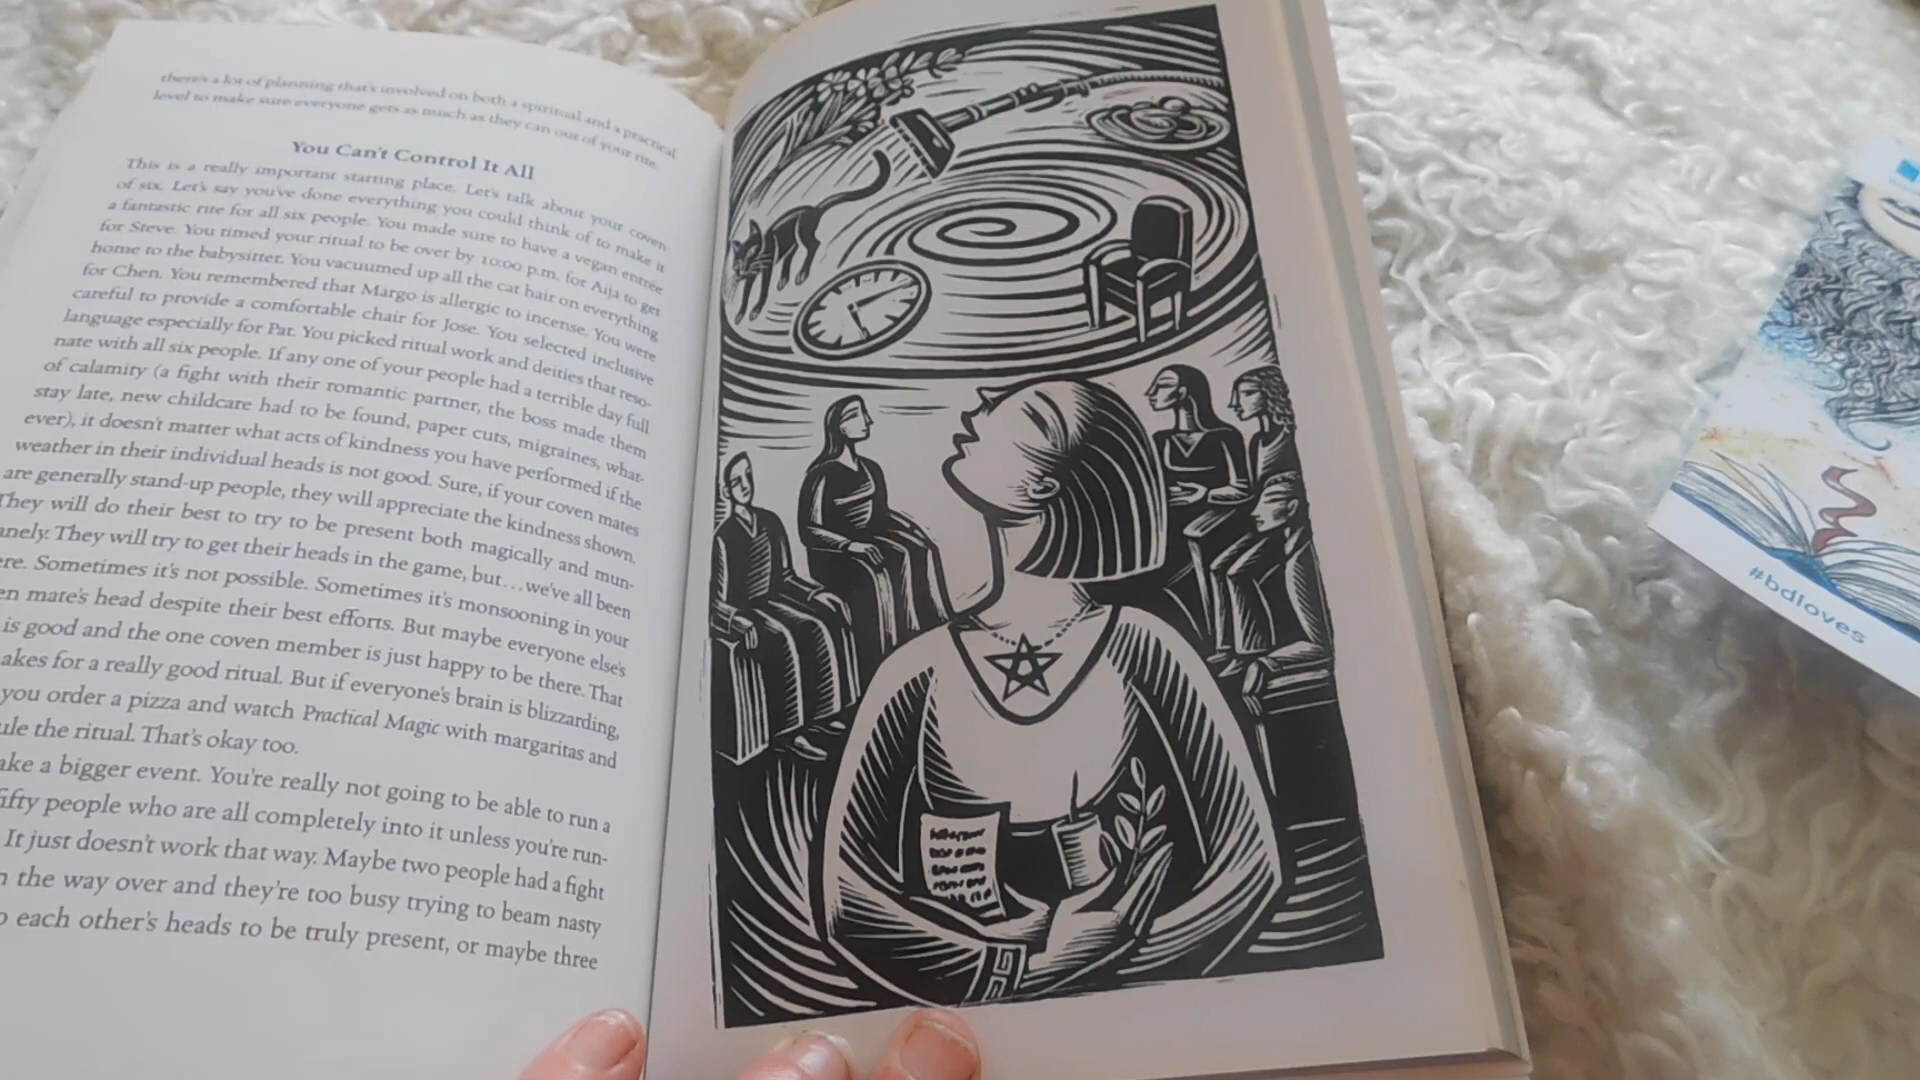 there's a lot of planning that's involved on both a spiritual and a practical
level to make sure everyone gets as much as they can out of your rite.
You Can't Control It All
This is a really important starting place. Let's talk about your coven
of six. Let's say you've done everything you could think of to make it
a fantastic rite for all six people. You made sure to have a vegan entrée
for Steve. You timed your ritual to be over by 10:00 p.m. for Aija to get
home to the babysitter. You vacuumed up all the cat hair on everything
for Chen. You remembered that Margo is allergic to incense. You were
careful to provide a comfortable chair for Jose. You selected inclusive
language especially for Pat. You picked ritual work and deities that reso-
nate with all six people. If any one of your people had a terrible day full
of calamity (a fight with their romantic partner, the boss made them
stay late, new childcare had to be found, paper cuts, migraines, what-
ever), it doesn't matter what acts of kindness you have performed if the
weather in their individual heads is not good. Sure, if your coven mates
are generally stand-up people, they will appreciate the kindness shown.
They will do their best to try to be present both magically and mun-
anely. They will try to get their heads in the game, but...we've all been
ere. Sometimes it's not possible. Sometimes it's monsooning in your
en mate's head despite their best efforts. But maybe everyone else's
is good and the one coven member is just happy to be there. That
akes for a really good ritual. But if everyone's brain is blizzarding,
you order a pizza and watch Practical Magic with margaritas and
ule the ritual. That's okay too.
ake a bigger event. You're really not going to be able to run a
ifty people who are all completely into it unless you're run-
It just doesn't work that way. Maybe two people had a fight
n the way over and they're too busy trying to beam nasty
o each other's heads to be truly present, or maybe three
#bdloves